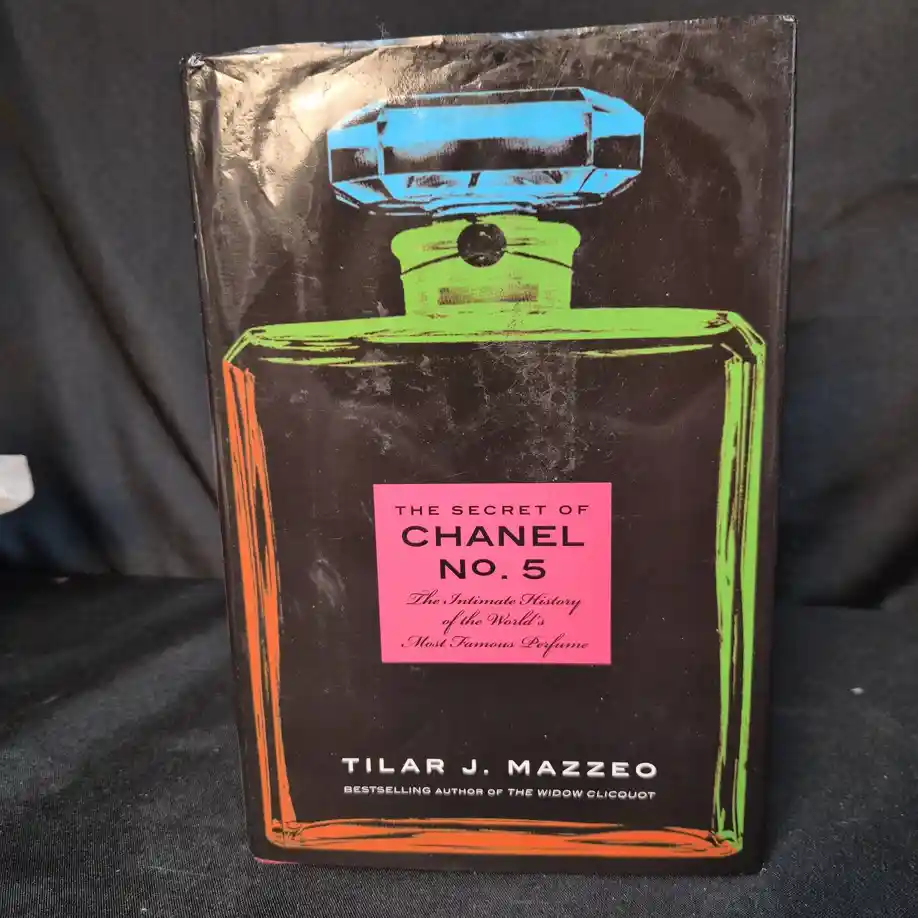 THE SECRET OF
CHANEL
No. 5
The Intimate History
of the World's
Most Famous Perfume
TILAR J. MAZZEO
BESTSELLING AUTHOR OF THE WIDOW CLICQUOT